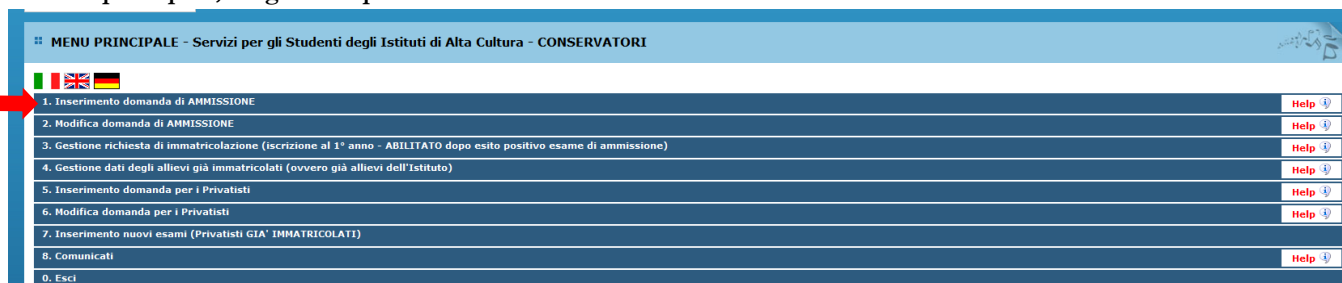 MENU PRINCIPALE - Servizi per gli Studenti degli Istituti di Alta Cultura - CONSERVATORI
1. Inserimento domanda di AMMISSIONE Help
2. Modifica domanda di AMMISSIONE Help
3. Gestione richiesta di immatricolazione (iscrizione al 1° anno - ABILITATO dopo esito positivo esame di ammissione) Help
4. Gestione dati degli allievi già immatricolati (ovvero già allievi dell'Istituto) Help
5. Inserimento domanda per i Privatisti Help
6. Modifica domanda per i Privatisti Help
7. Inserimento nuovi esami (Privatisti GIA' IMMATRICOLATI)
8. Comunicati Help
0. Esci